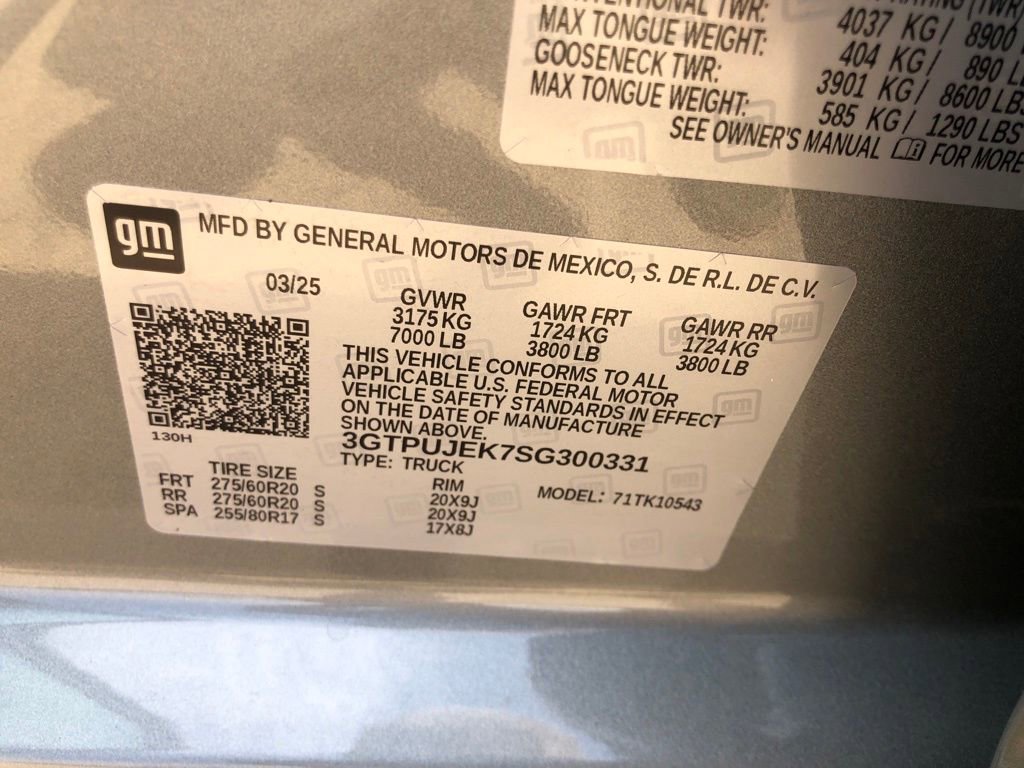 TWR:
4037 KG/ 8900
MAX TONGUE WEIGHT: 404 KG/ 890
GOOSENECK TWR: 3901 KG/ 8600 LBS
MAX TONGUE WEIGHT: 585 KG/ 1290 LBS
SEE OWNER'S MANUAL FOR MORE
gm MFD BY GENERAL MOTORS DE MEXICO, S. DE R.L. DE C.V.
03/25 GVWR GAWR FRT GAWR RR
3175 KG 1724 KG 1724 KG
7000 LB 3800 LB 3800 LB
THIS VEHICLE CONFORMS TO ALL
APPLICABLE U.S. FEDERAL MOTOR
VEHICLE SAFETY STANDARDS IN EFFECT
ON THE DATE OF MANUFACTURE
SHOWN ABOVE.
130H
3GTPUJEK7SG300331
TYPE: TRUCK
TIRE SIZE RIM MODEL: 71TK10543
FRT 275/60R20 S 20X9J
RR 275/60R20 S 20X9J
SPA 255/80R17 S 17X8J